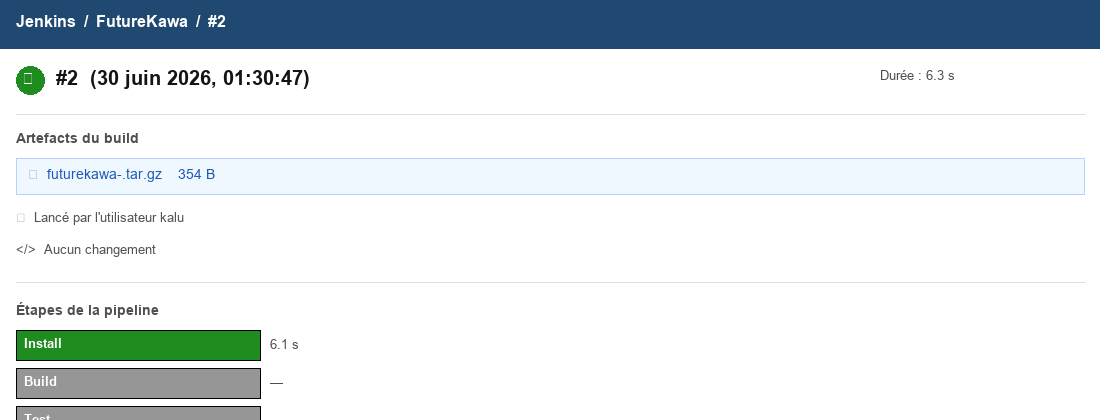 Jenkins / FutureKawa / #2
#2 (30 juin 2026, 01:30:47)
Durée : 6.3 s
Artefacts du build
futurekawa-.tar.gz 354 B
Lancé par l'utilisateur kalu
</> Aucun changement
Étapes de la pipeline
Install 6.1 s
Build —
Test